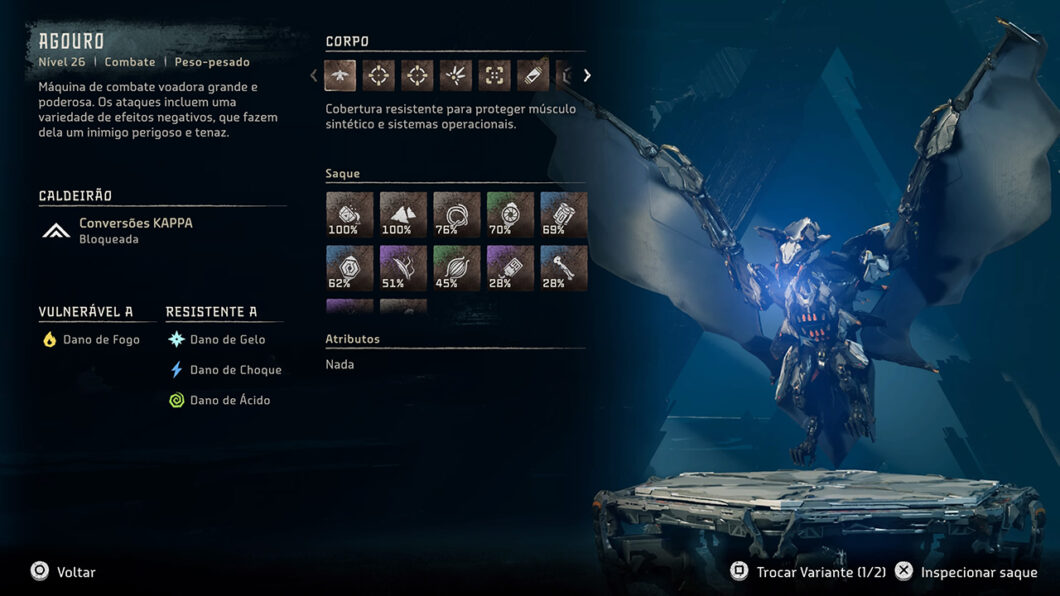 AGOURO
Nível 26 | Combate | Peso-pesado
Máquina de combate voadora grande e
poderosa. Os ataques incluem uma
variedade de efeitos negativos, que fazem
dela um inimigo perigoso e tenaz.
CALDEIRÃO
Conversões KAPPA
Bloqueada
VULNERÁVEL A
Dano de Fogo
RESISTENTE A
Dano de Gelo
Dano de Choque
Dano de Ácido
CORPO
Cobertura resistente para proteger músculo
sintético e sistemas operacionais.
Saque
100% 100% 76% 70% 69%
62% 51% 45% 28% 28%
Atributos
Nada
Voltar
Trocar Variante (1/2) Inspecionar saque